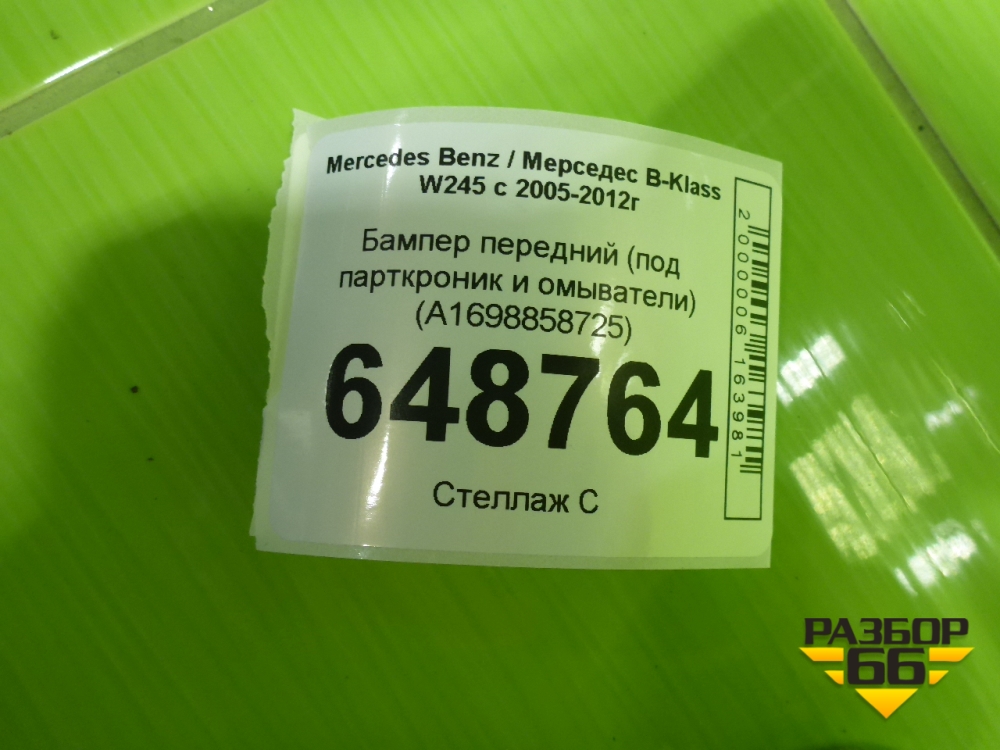 Mercedes Benz / Мерседес B-Klass
W245 с 2005-2012г
Бампер передний (под
парткроник и омыватели)
(A1698858725)
648764
Стеллаж С
2000006163981
РАЗБОР
66